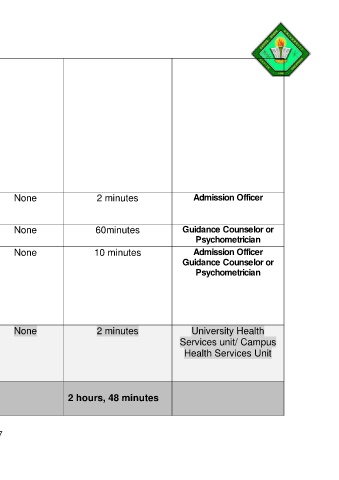 None 2 minutes Admission Officer
None 60minutes Guidance Counselor or
Psychometrician
None 10 minutes Admission Officer
Guidance Counselor or
Psychometrician
None 2 minutes University Health
Services unit/ Campus
Health Services Unit
2 hours, 48 minutes
7